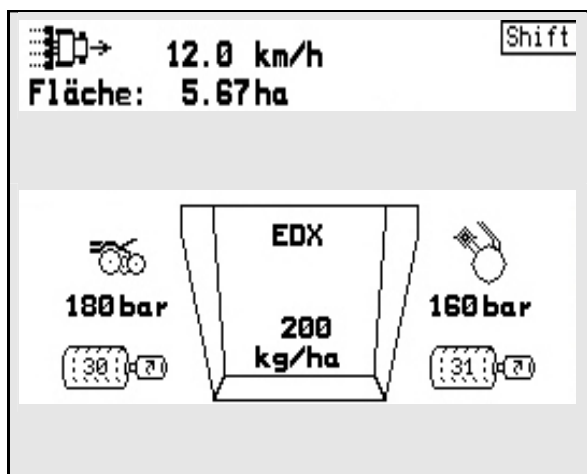 Shift
12.0 km/h
Fläche: 5.67ha
EDX
180bar
160bar
200
kg/ha
30
31